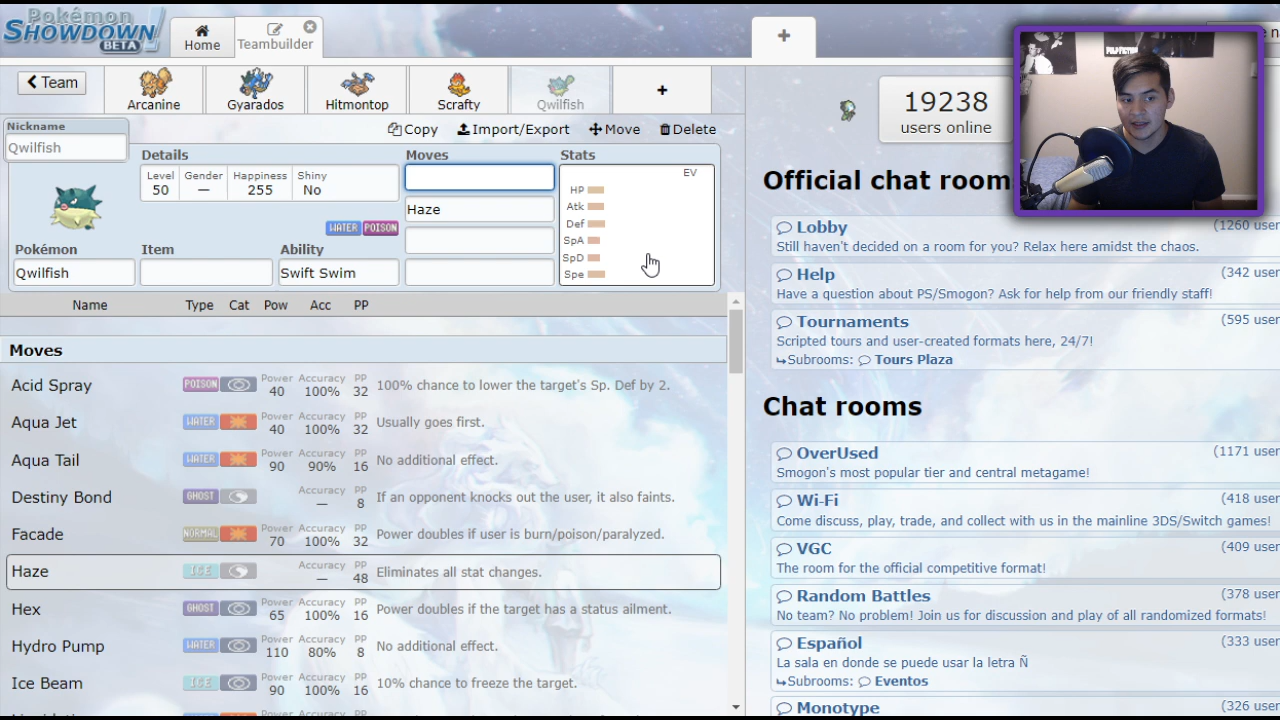 Pokémon
SHOWDOWN!
BETA
Home
Teambuilder
+
Team
Arcanine
Gyarados
Hitmontop
Scrafty
Qwilfish
+
Copy
Import/Export
Move
Delete
Nickname
Qwilfish
Details
Level
50
Gender
—
Happiness
255
Shiny
No
WATER POISON
Pokémon
Qwilfish
Item
Ability
Swift Swim
Moves
Haze
Stats
EV
HP
Atk
Def
SpA
SpD
Spe
Name Type Cat Pow Acc PP
Moves
Acid Spray POISON Power 40 Accuracy 100% PP 32 100% chance to lower the target's Sp. Def by 2.
Aqua Jet WATER Power 40 Accuracy 100% PP 32 Usually goes first.
Aqua Tail WATER Power 90 Accuracy 90% PP 16 No additional effect.
Destiny Bond GHOST Accuracy — PP 8 If an opponent knocks out the user, it also faints.
Facade NORMAL Power 70 Accuracy 100% PP 32 Power doubles if user is burn/poison/paralyzed.
Haze ICE Accuracy — PP 48 Eliminates all stat changes.
Hex GHOST Power 65 Accuracy 100% PP 16 Power doubles if the target has a status ailment.
Hydro Pump WATER Power 110 Accuracy 80% PP 8 No additional effect.
Ice Beam ICE Power 90 Accuracy 100% PP 16 10% chance to freeze the target.
19238
users online
Official chat room
Lobby (1260 user
Still haven't decided on a room for you? Relax here amidst the chaos.
Help (342 user
Have a question about PS/Smogon? Ask for help from our friendly staff!
Tournaments (595 user
Scripted tours and user-created formats here, 24/7!
↳Subrooms: Tours Plaza
Chat rooms
OverUsed (1171 user
Smogon's most popular tier and central metagame!
Wi-Fi (418 user
Come discuss, play, trade, and collect with us in the mainline 3DS/Switch games!
VGC (409 user
The room for the official competitive format!
Random Battles (378 user
No team? No problem! Join us for discussion and play of all randomized formats!
Español (333 user
La sala en donde se puede usar la letra Ñ
↳Subrooms: Eventos
Monotype (326 user
PULP FICTION